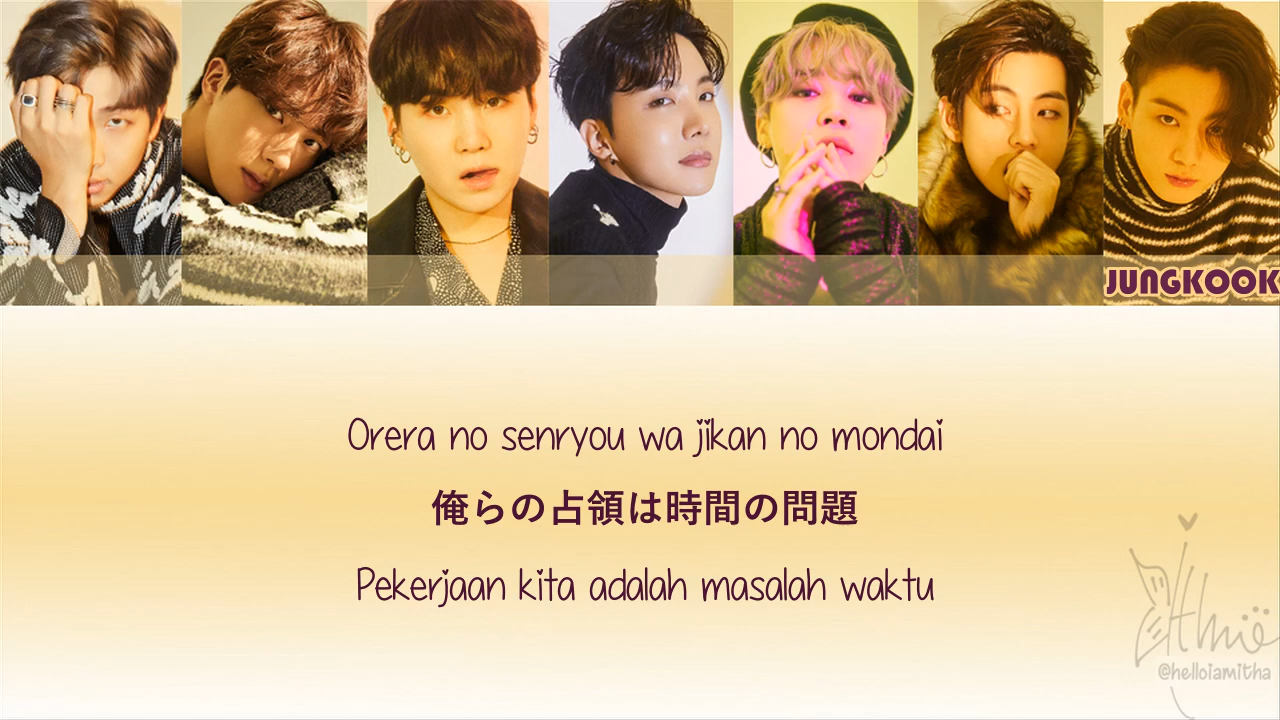 JUNGKOOK
Orera no senryou wa jikan no mondai
俺らの占領は時間の問題
Pekerjaan kita adalah masalah waktu
@helloiamitha